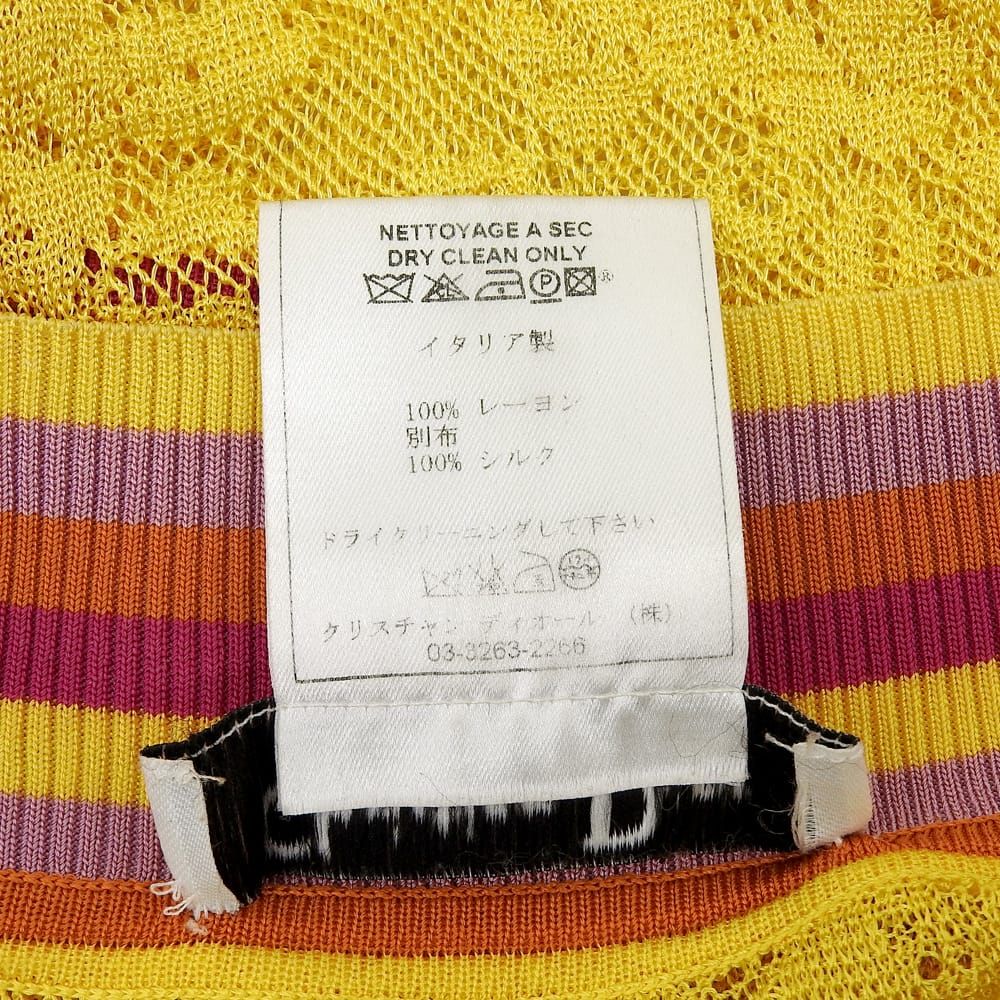 NETTOYAGE A SEC
DRY CLEAN ONLY
イタリア製
100% レーヨン
別布
100% シルク
ドライクリーニングして下さい
クリスチャン ディオール (株)
03-3263-2266